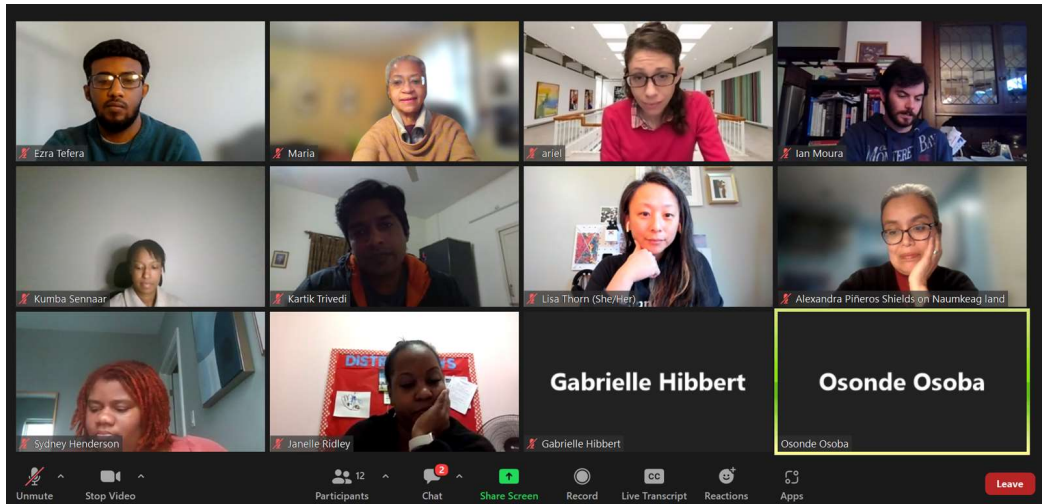 Ezra Tefera
Maria
ariel
Ian Moura
MONTEREY BAY
Kumba Sennaar
Kartik Trivedi
Lisa Thorn (She/Her)
Alexandra Piñeros Shields on Naumkeag land
Sydney Henderson
Janelle Ridley
Gabrielle Hibbert
Gabrielle Hibbert
Osonde Osoba
Osonde Osoba
Unmute
Stop Video
12
Participants
2
Chat
Share Screen
Record
CC
Live Transcript
Reactions
Apps
Leave